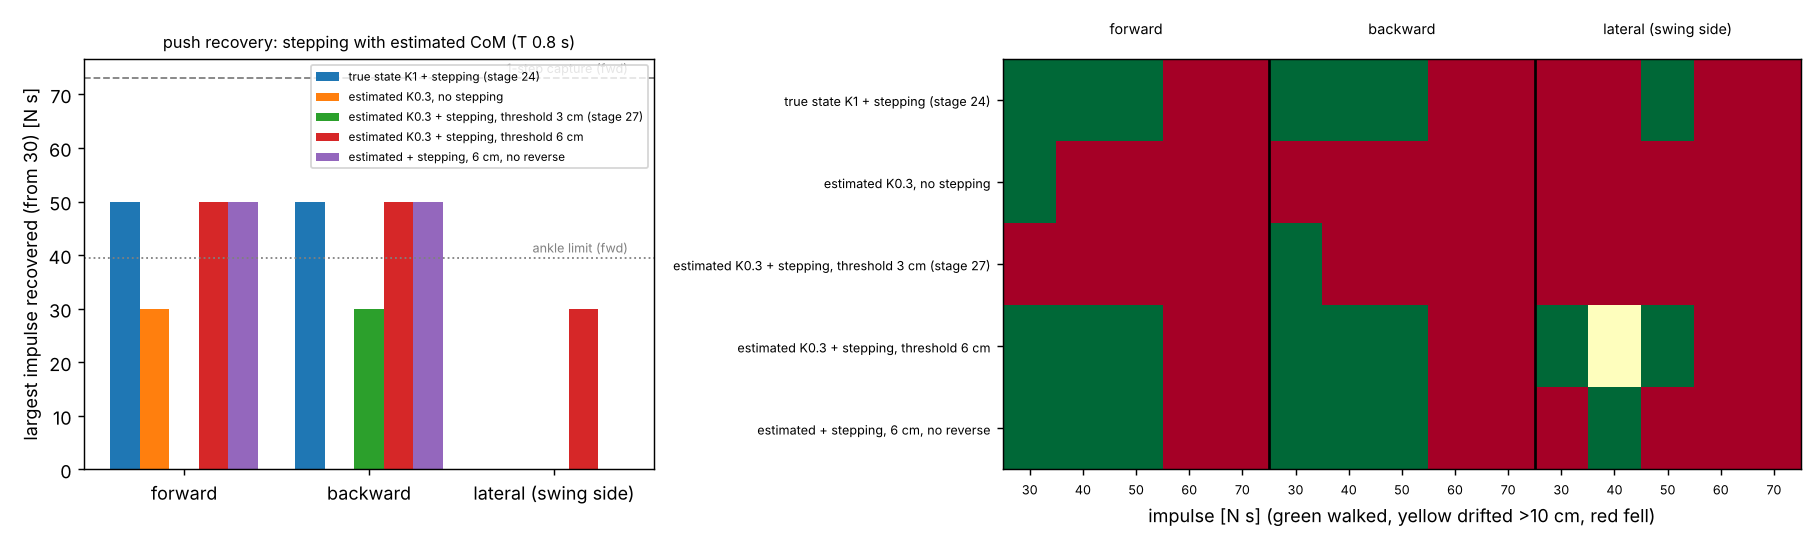 push recovery: stepping with estimated CoM (T 0.8 s)
largest impulse recovered (from 30) [N s]
70
60
50
40
30
20
10
0
1-step capture (fwd)
true state K1 + stepping (stage 24)
estimated K0.3, no stepping
estimated K0.3 + stepping, threshold 3 cm (stage 27)
estimated K0.3 + stepping, threshold 6 cm
estimated + stepping, 6 cm, no reverse
ankle limit (fwd)
forward backward lateral (swing side)
forward backward lateral (swing side)
true state K1 + stepping (stage 24)
estimated K0.3, no stepping
estimated K0.3 + stepping, threshold 3 cm (stage 27)
estimated K0.3 + stepping, threshold 6 cm
estimated + stepping, 6 cm, no reverse
30 40 50 60 70 30 40 50 60 70 30 40 50 60 70
impulse [N s] (green walked, yellow drifted >10 cm, red fell)